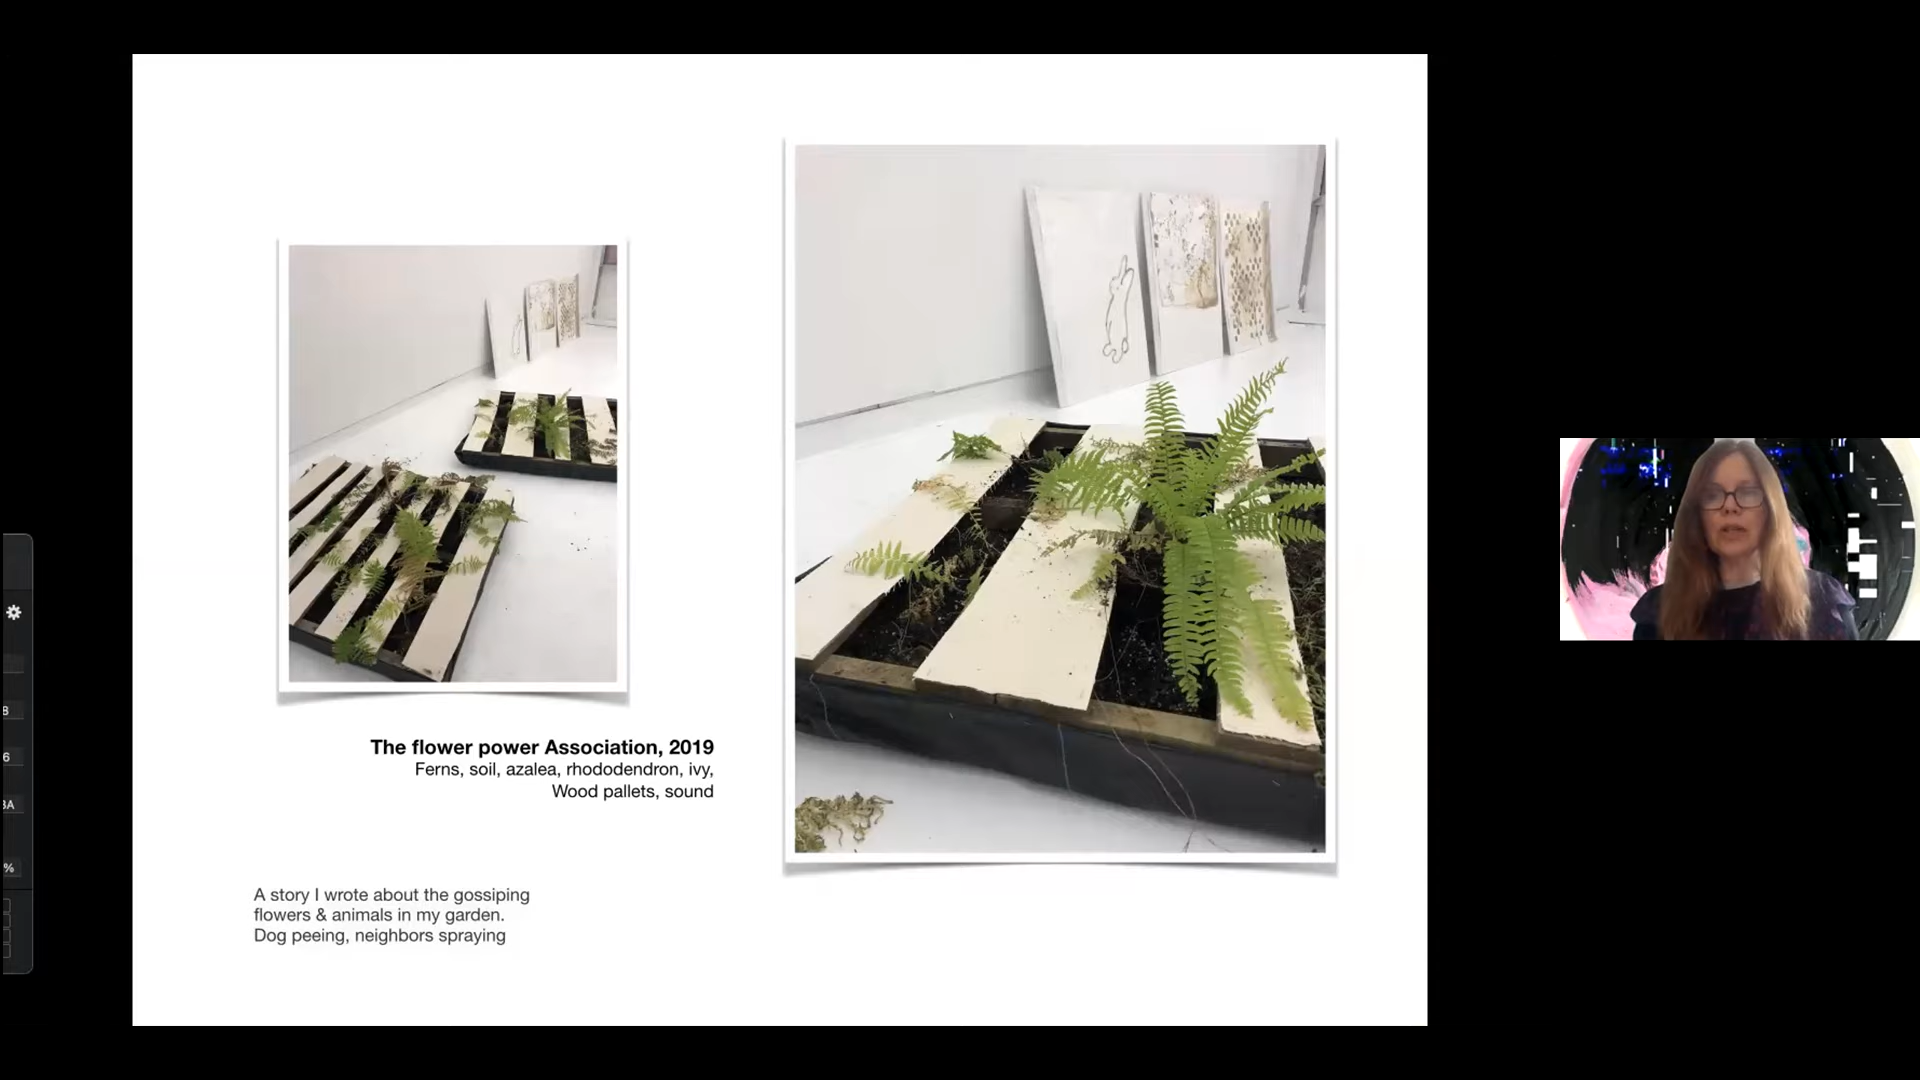 The flower power Association, 2019
Ferns, soil, azalea, rhododendron, ivy,
Wood pallets, sound
A story I wrote about the gossiping
flowers & animals in my garden.
Dog peeing, neighbors spraying
B
6
%